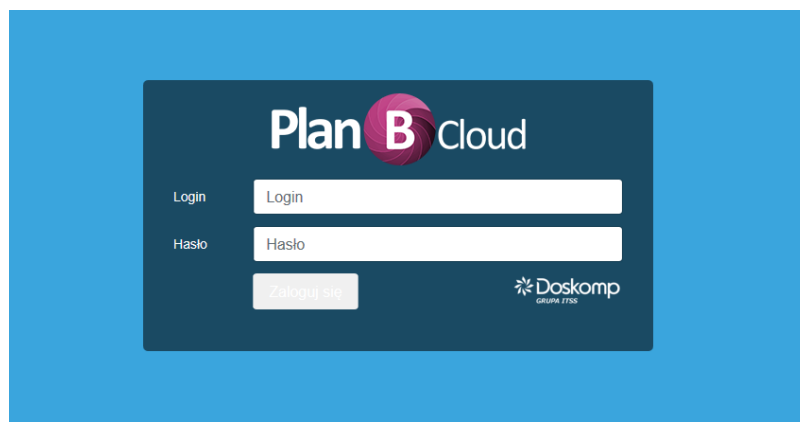 Plan B Cloud
Login Login
Hasło Hasło
Zaloguj się
Doskomp
GRUPA ITSS